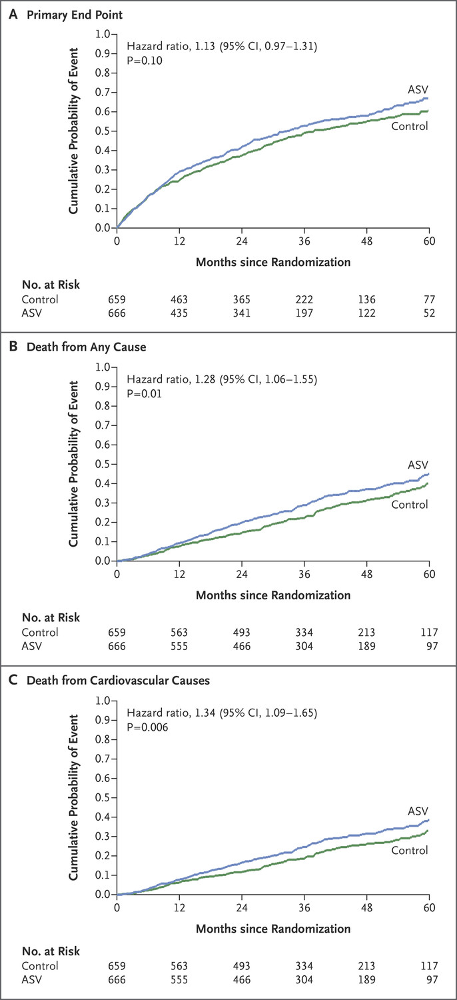 A Primary End Point
1.0
Hazard ratio, 1.13 (95% CI, 0.97–1.31)
0.9
P=0.10
0.8
0.7
ASV
0.6
Control
0.5
0.4
0.3
0.2
0.1
0.0
Cumulative Probability of Event
0 12 24 36 48 60
Months since Randomization
No. at Risk
Control 659 463 365 222 136 77
ASV 666 435 341 197 122 52
B Death from Any Cause
1.0
Hazard ratio, 1.28 (95% CI, 1.06–1.55)
0.9
P=0.01
0.8
0.7
0.6
0.5
ASV
0.4
0.3
Control
0.2
0.1
0.0
Cumulative Probability of Event
0 12 24 36 48 60
Months since Randomization
No. at Risk
Control 659 563 493 334 213 117
ASV 666 555 466 304 189 97
C Death from Cardiovascular Causes
1.0
Hazard ratio, 1.34 (95% CI, 1.09–1.65)
0.9
P=0.006
0.8
0.7
0.6
0.5
ASV
0.4
0.3
Control
0.2
0.1
0.0
Cumulative Probability of Event
0 12 24 36 48 60
Months since Randomization
No. at Risk
Control 659 563 493 334 213 117
ASV 666 555 466 304 189 97